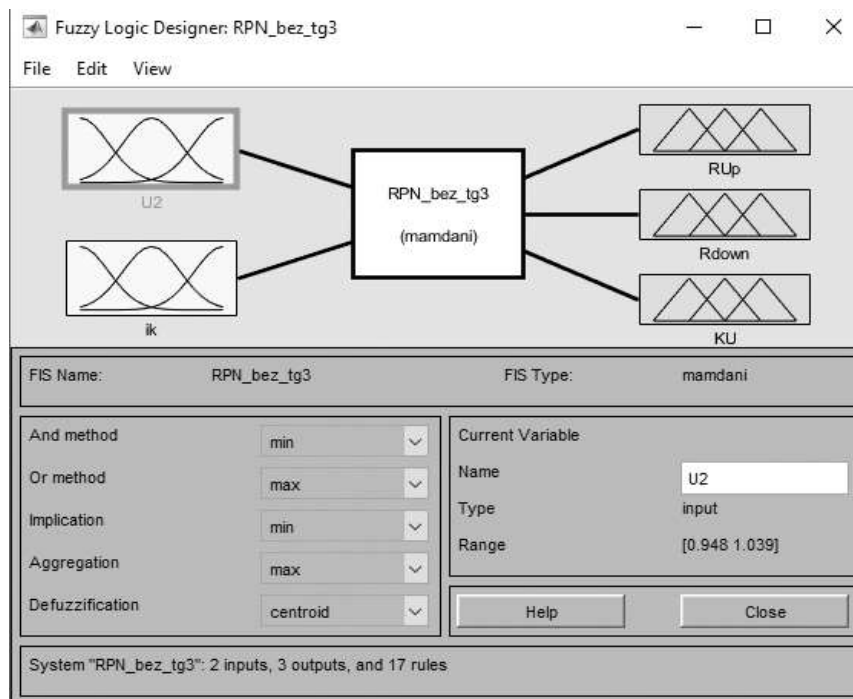 Fuzzy Logic Designer: RPN_bez_tg3
File Edit View
U2
ik
RPN_bez_tg3
(mamdani)
RUp
Rdown
KU
FIS Name: RPN_bez_tg3 FIS Type: mamdani
And method min
Or method max
Implication min
Aggregation max
Defuzzification centroid
Current Variable
Name U2
Type input
Range [0.948 1.039]
Help Close
System "RPN_bez_tg3": 2 inputs, 3 outputs, and 17 rules